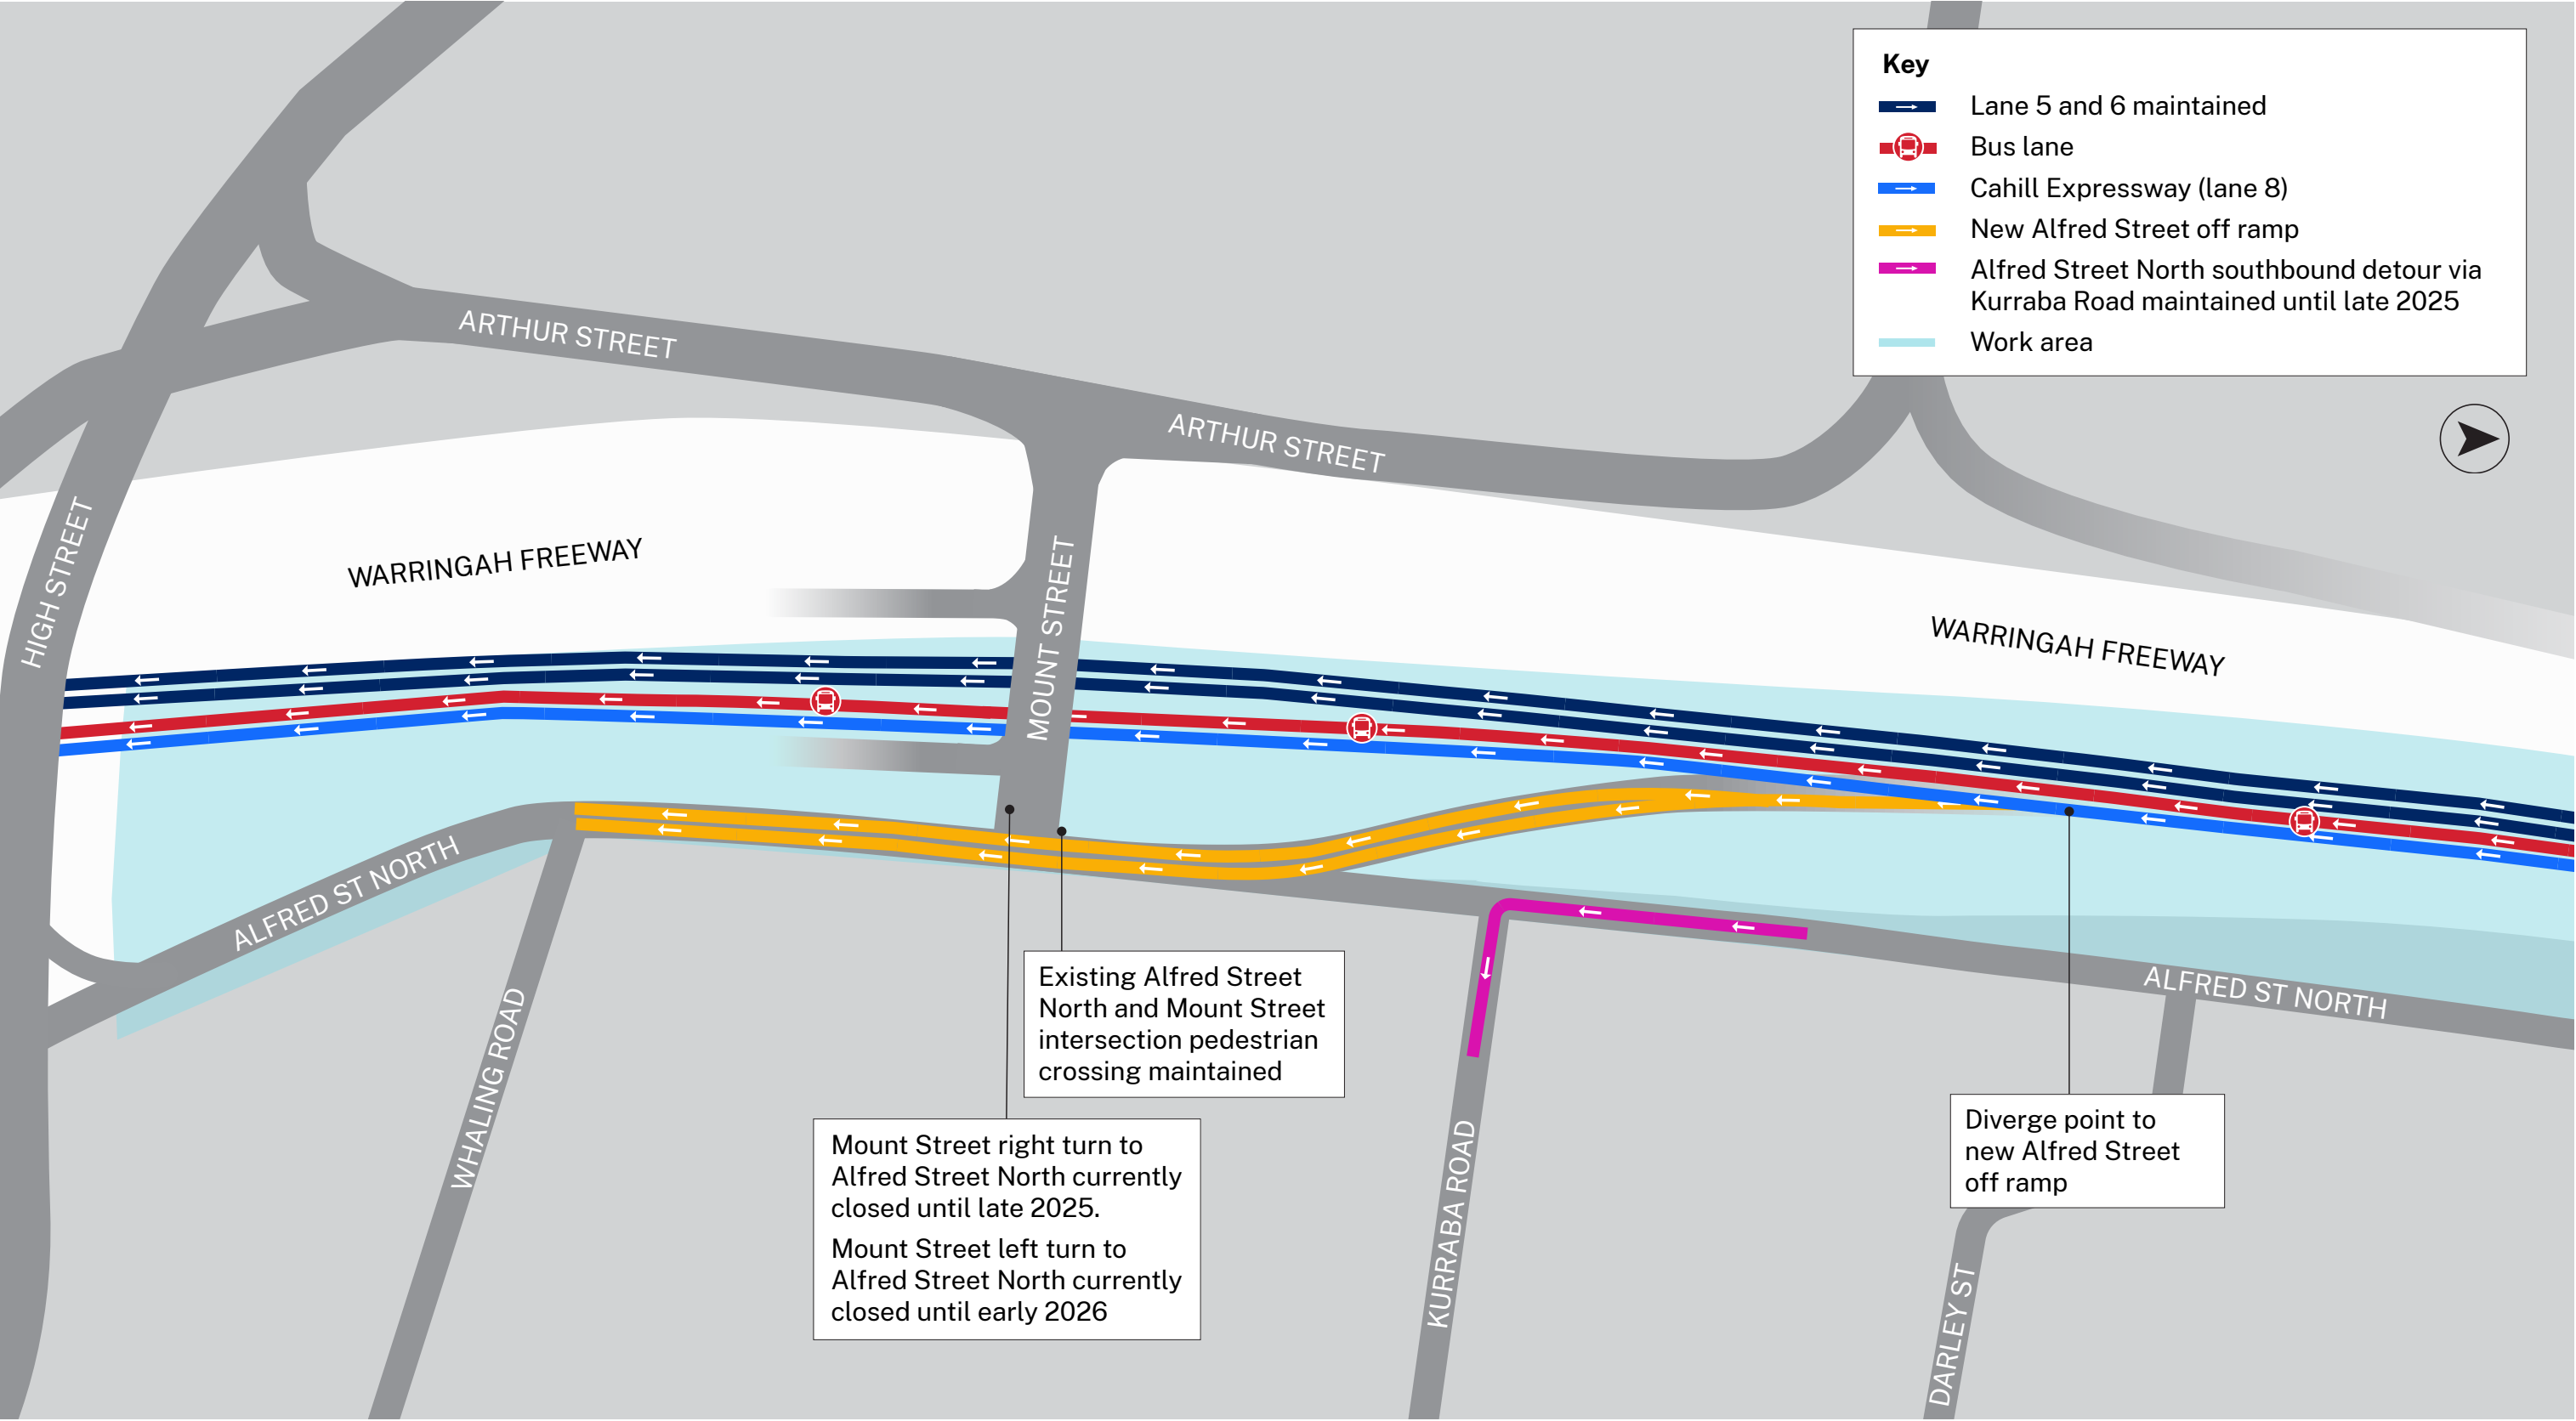 Key
Lane 5 and 6 maintained
Bus lane
Cahill Expressway (lane 8)
New Alfred Street off ramp
Alfred Street North southbound detour via
Kurraba Road maintained until late 2025
Work area
ARTHUR STREET
ARTHUR STREET
HIGH STREET
WARRINGAH FREEWAY
MOUNT STREET
WARRINGAH FREEWAY
ALFRED ST NORTH
WHALING ROAD
Existing Alfred Street
North and Mount Street
intersection pedestrian
crossing maintained
Mount Street right turn to
Alfred Street North currently
closed until late 2025.
Mount Street left turn to
Alfred Street North currently
closed until early 2026
KURRABA ROAD
ALFRED ST NORTH
Diverge point to
new Alfred Street
off ramp
DARLEY ST